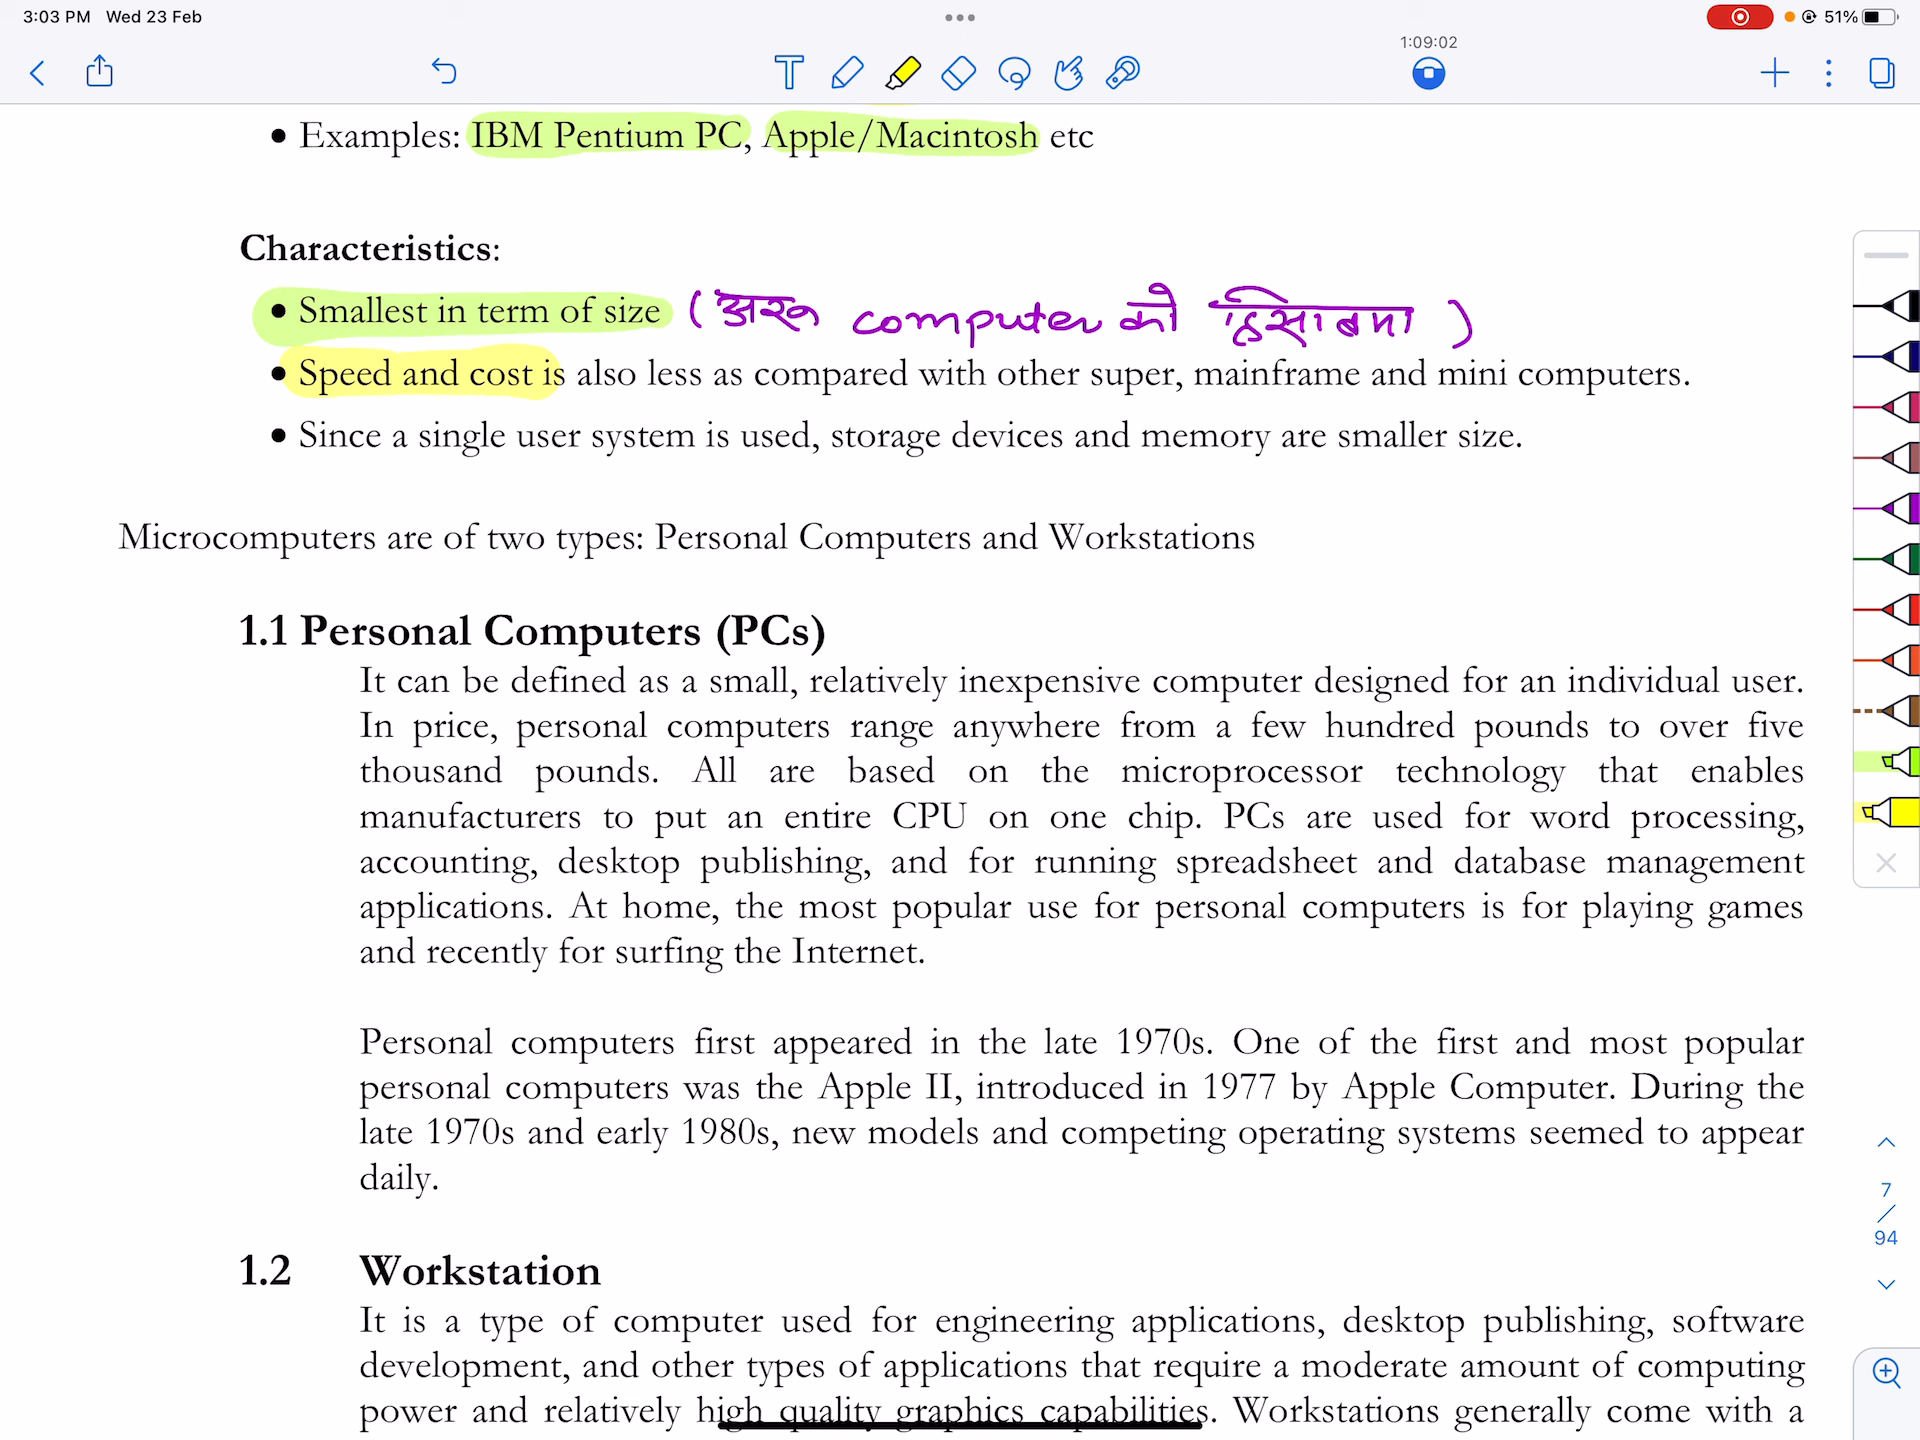 3:03 PM Wed 23 Feb
51%
1:09:02
• Examples: IBM Pentium PC, Apple/Macintosh etc
Characteristics:
• Smallest in term of size (अरू computer को हिसाबमा)
• Speed and cost is also less as compared with other super, mainframe and mini computers.
• Since a single user system is used, storage devices and memory are smaller size.
Microcomputers are of two types: Personal Computers and Workstations
1.1 Personal Computers (PCs)
It can be defined as a small, relatively inexpensive computer designed for an individual user.
In price, personal computers range anywhere from a few hundred pounds to over five
thousand pounds. All are based on the microprocessor technology that enables
manufacturers to put an entire CPU on one chip. PCs are used for word processing,
accounting, desktop publishing, and for running spreadsheet and database management
applications. At home, the most popular use for personal computers is for playing games
and recently for surfing the Internet.
Personal computers first appeared in the late 1970s. One of the first and most popular
personal computers was the Apple II, introduced in 1977 by Apple Computer. During the
late 1970s and early 1980s, new models and competing operating systems seemed to appear
daily.
7
/
94
1.2 Workstation
It is a type of computer used for engineering applications, desktop publishing, software
development, and other types of applications that require a moderate amount of computing
power and relatively high quality graphics capabilities. Workstations generally come with a